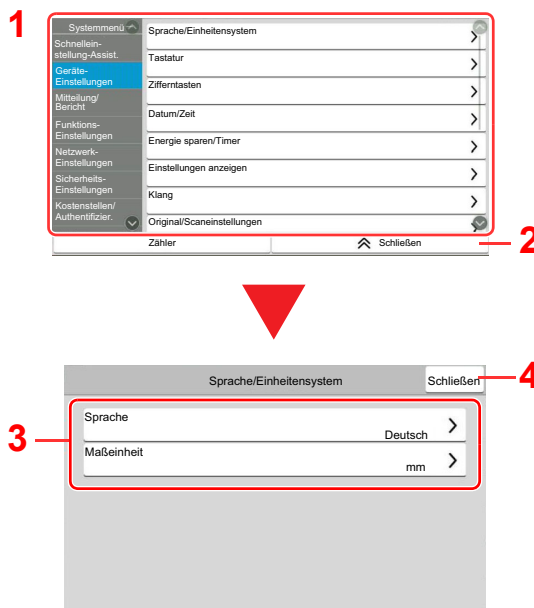 1
Systemmenü
Schnellein-
stellung-Assist.
Geräte-
Einstellungen
Mitteilung/
Bericht
Funktions-
Einstellungen
Netzwerk-
Einstellungen
Sicherheits-
Einstellungen
Kostenstellen/
Authentifizier.
Sprache/Einheitensystem
Tastatur
Zifferntasten
Datum/Zeit
Energie sparen/Timer
Einstellungen anzeigen
Klang
Original/Scaneinstellungen
Zähler
Schließen
2
Sprache/Einheitensystem
Schließen
4
3
Sprache
Deutsch
Maßeinheit
mm